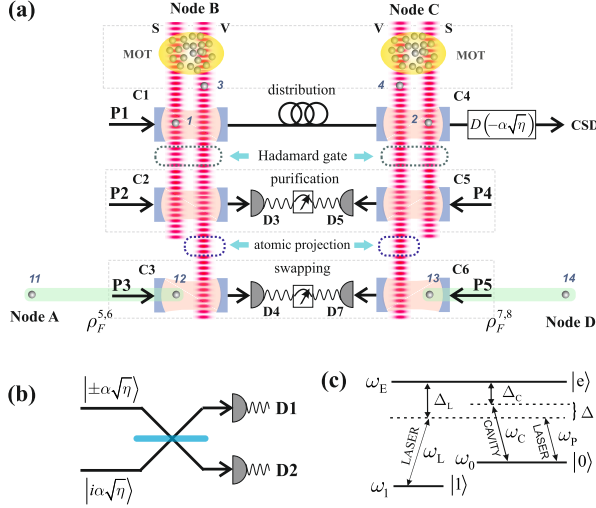 (a)
Node B
Node C
S V
V S
MOT
MOT
3
4
C1
distribution
C4
P1
1
2
D(-α√η)
CSD
Hadamard gate
C2
purification
C5
P2
D3 D5
P4
atomic projection
11
C3
12
swapping
13
C6
14
P3
P5
Node A
D4 D7
Node D
ρ_F^{5,6}
ρ_F^{7,8}
(b)
|±α√η⟩
D1
|iα√η⟩
D2
(c)
ω_E |e⟩
Δ_L
Δ_C
Δ
LASER
ω_L
CAVITY
ω_C
LASER
ω_P
ω_0 |0⟩
ω_1 |1⟩